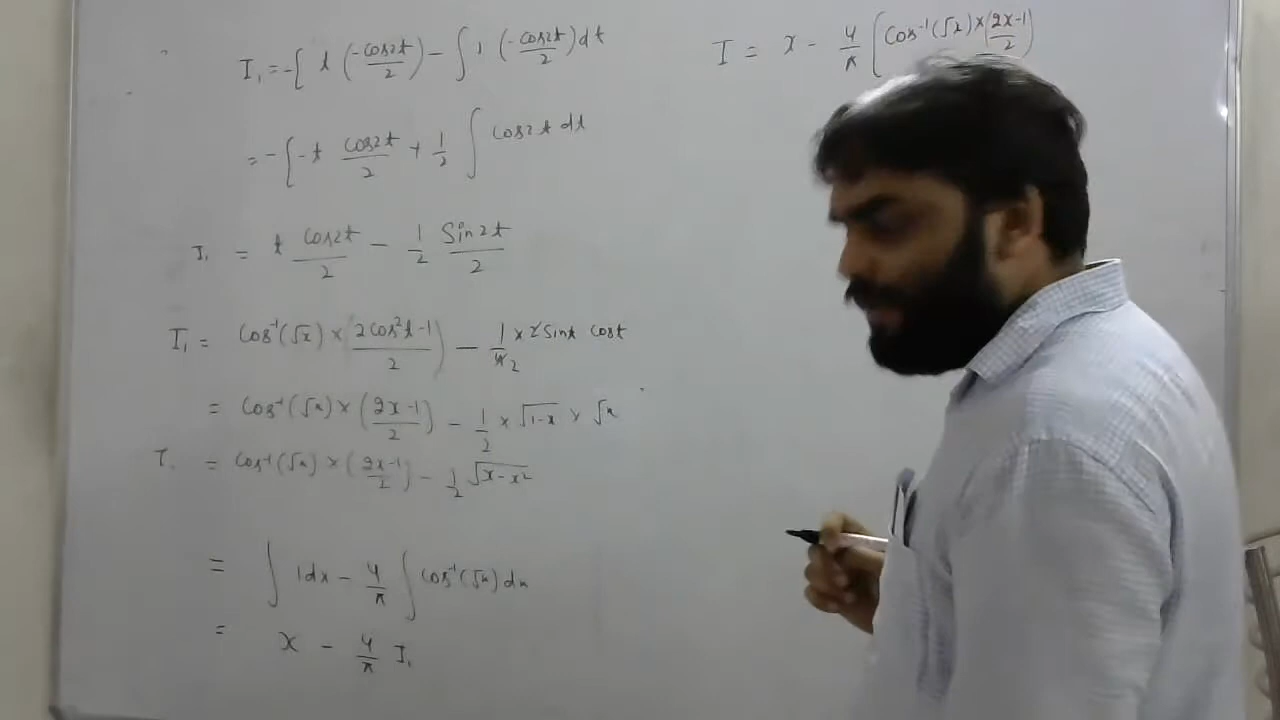 I₁ = -[ t (-cos2t/2) - ∫ 1 (-cos2t/2) dt
= -[ -t cos2t/2 + 1/2 ∫ cos2t dt
I₁ = t cos2t/2 - 1/2 Sin2t/2
I₁ = cos⁻¹(√x) × (2cos²t-1/2) - 1/4 2 × 2 Sint cost
= cos⁻¹(√x) × (2x-1/2) - 1/2 × √1-x × √x
I = cos⁻¹(√x) × (2x-1/2) - 1/2 √x-x²
= ∫ 1dx - 4/π ∫ cos⁻¹(√x) dx
= x - 4/π I₁
I = x - 4/π [ cos⁻¹(√x) × (2x-1/2)